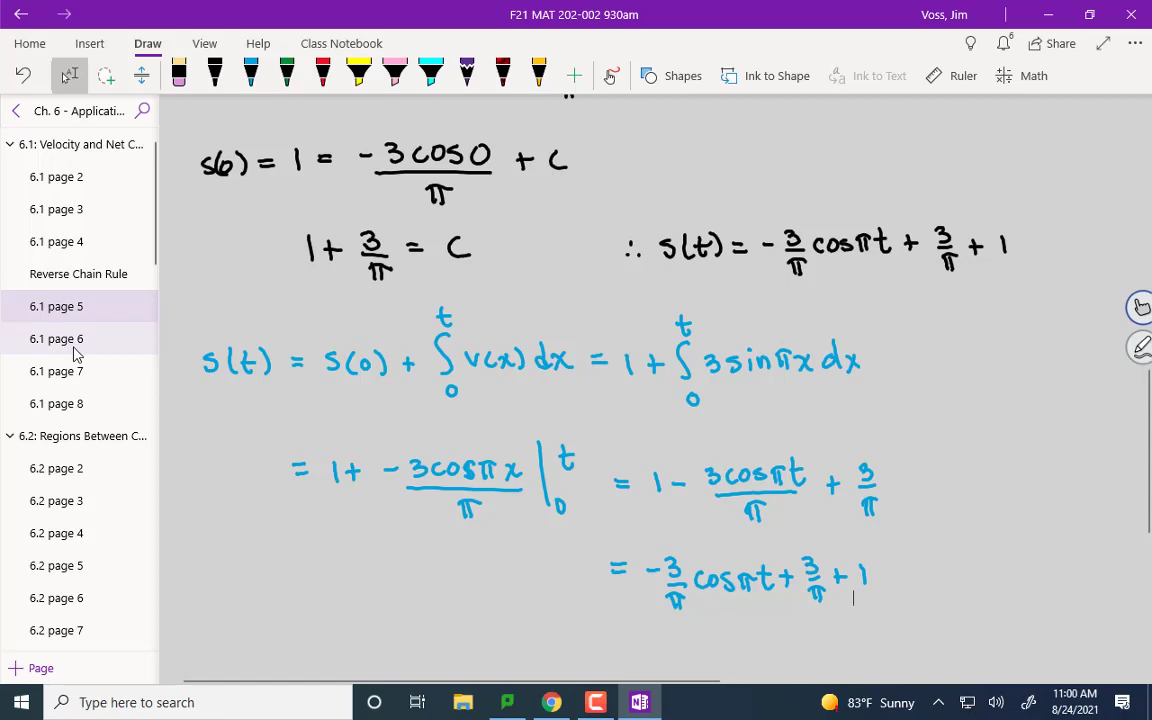 F21 MAT 202-002 930am
Voss, Jim
Home Insert Draw View Help Class Notebook
Share
Shapes Ink to Shape Ink to Text Ruler Math
Ch. 6 - Applicati...
6.1: Velocity and Net C...
6.1 page 2
6.1 page 3
6.1 page 4
Reverse Chain Rule
6.1 page 5
6.1 page 6
6.1 page 7
6.1 page 8
6.2: Regions Between C...
6.2 page 2
6.2 page 3
6.2 page 4
6.2 page 5
6.2 page 6
6.2 page 7
Page
s(0) = 1 = -3cos0/π + C
1 + 3/π = C ∴ s(t) = -3/π cosπt + 3/π + 1
s(t) = s(0) + ∫₀ᵗ v(x) dx = 1 + ∫₀ᵗ 3 sinπx dx
= 1 + -3cosπx/π |₀ᵗ = 1 - 3cosπt/π + 3/π
= -3/π cosπt + 3/π + 1
Type here to search
83°F Sunny
11:00 AM
8/24/2021